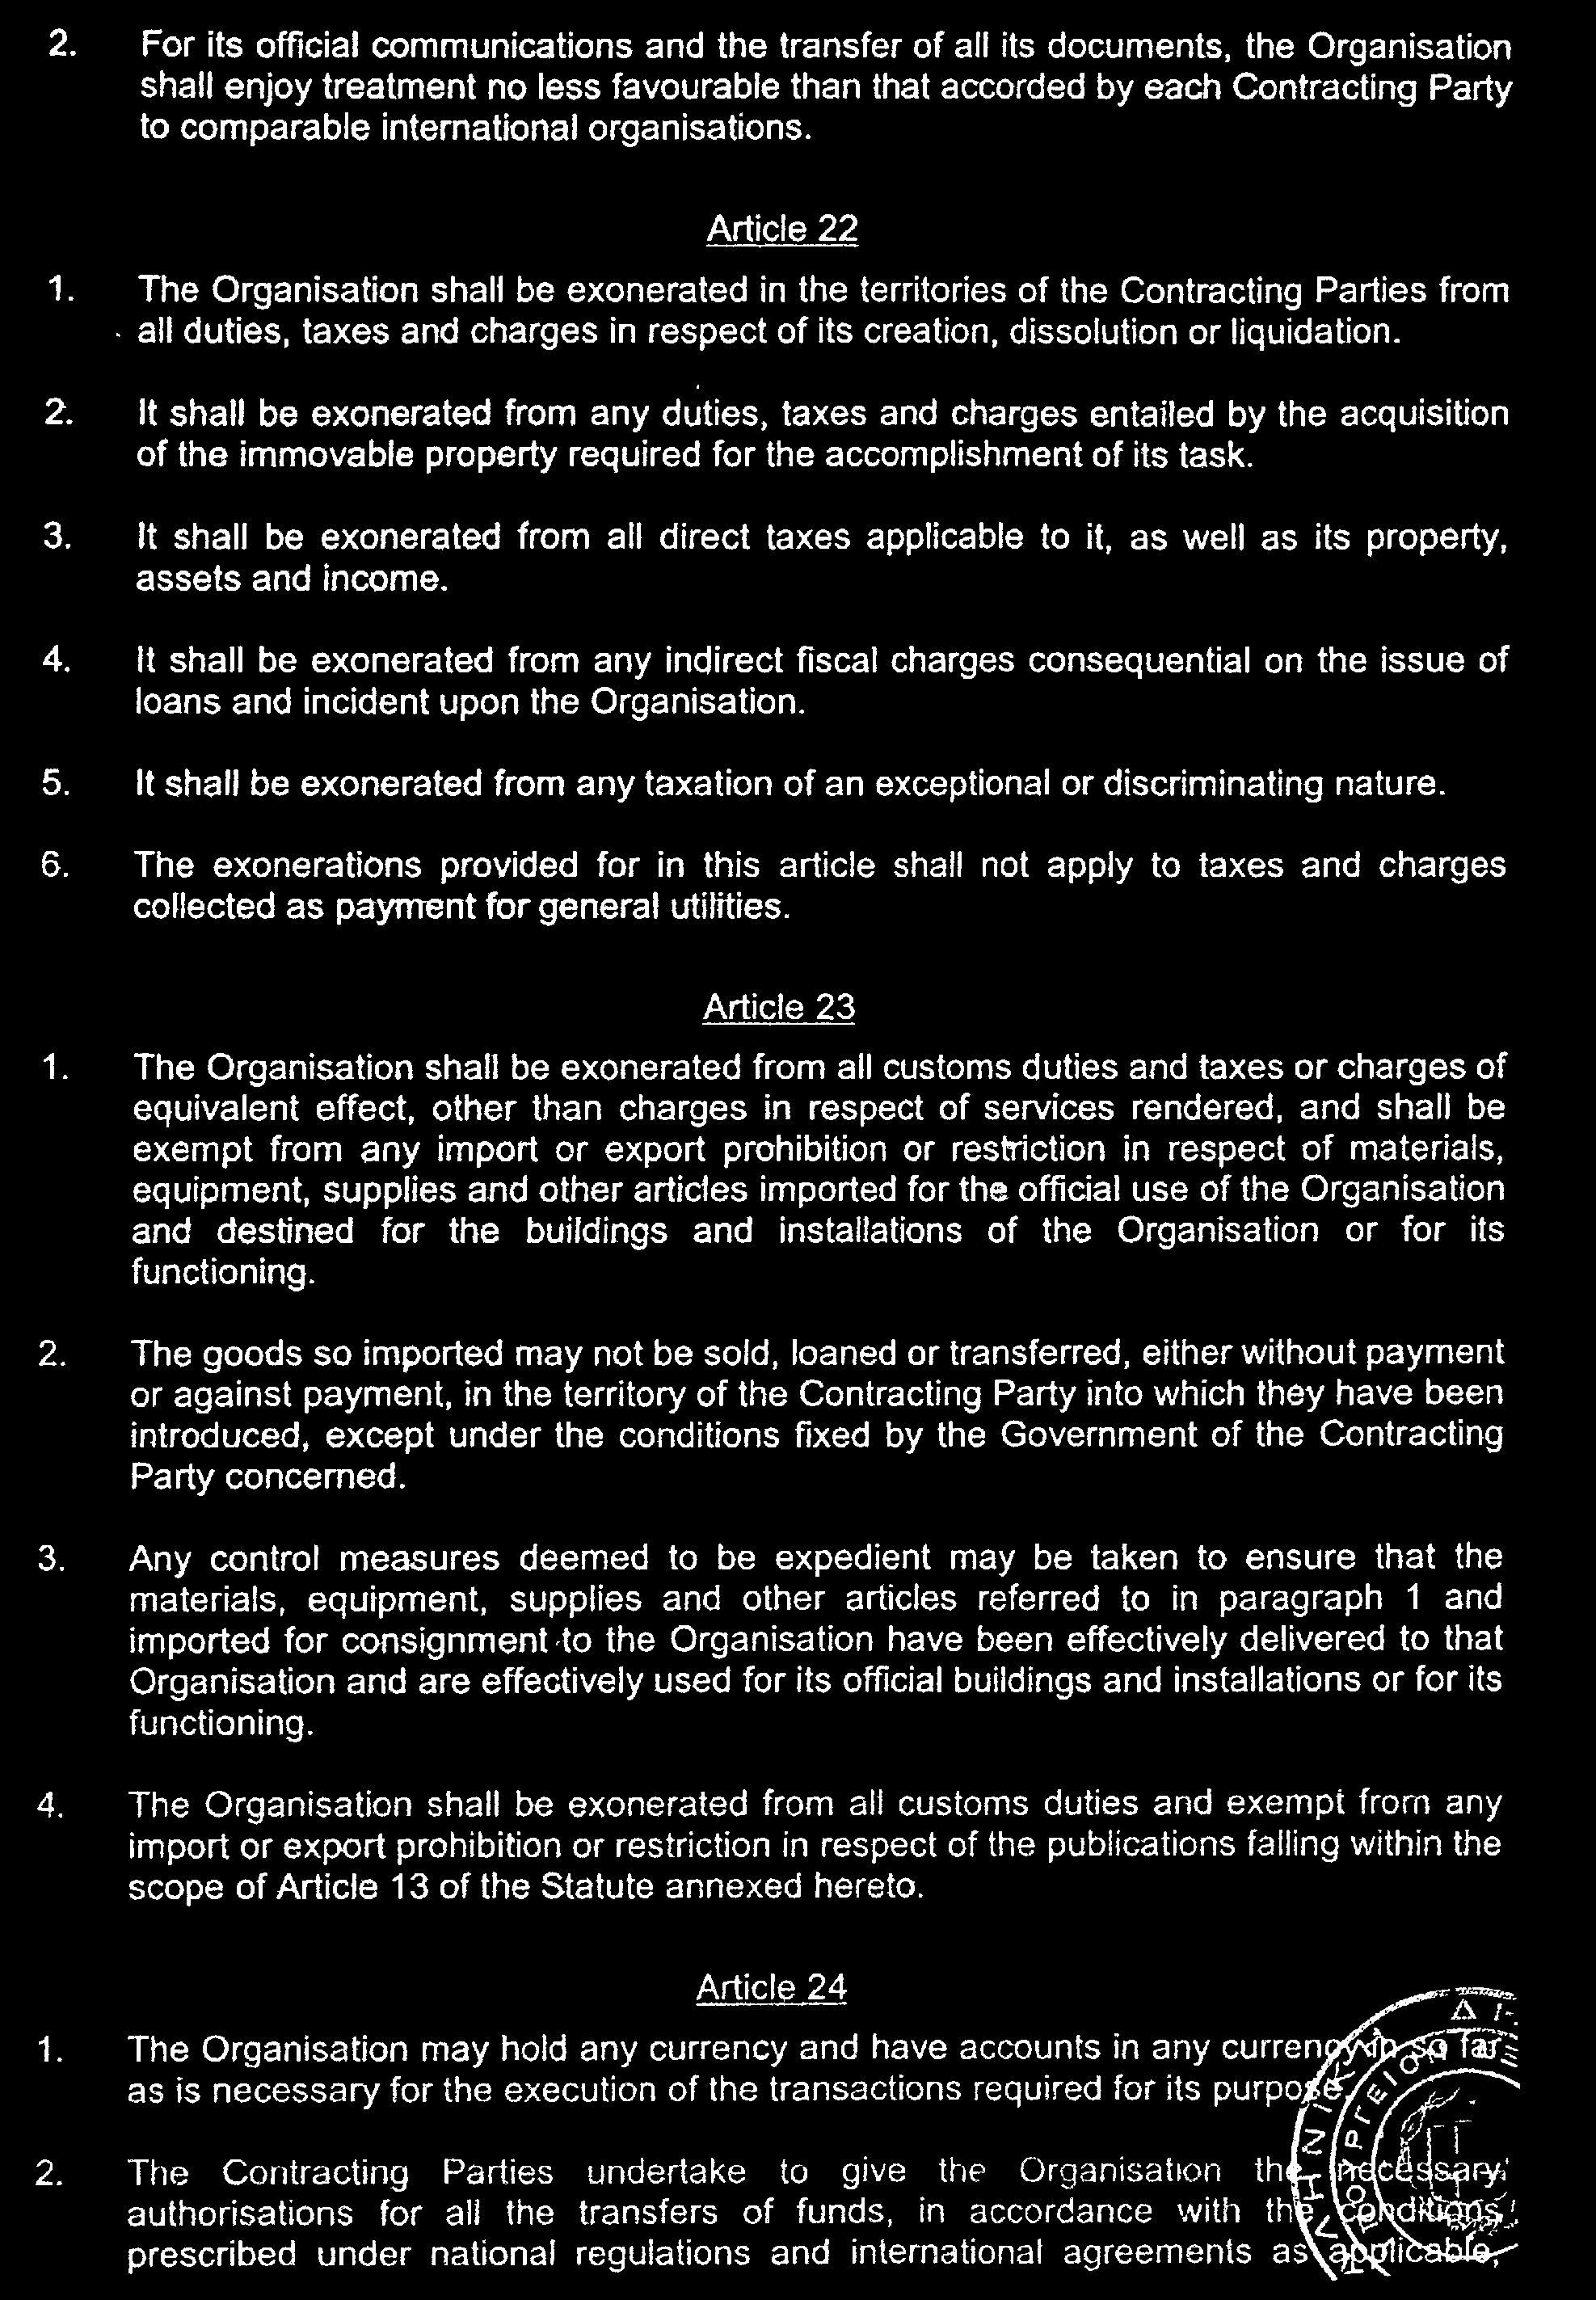 2. For its official communications and the transfer of all its documents, the Organisation
shall enjoy treatment no less favourable than that accorded by each Contracting Party
to comparable international organisations.
Article 22
1. The Organisation shall be exonerated in the territories of the Contracting Parties from
all duties, taxes and charges in respect of its creation, dissolution or liquidation.
2. It shall be exonerated from any duties, taxes and charges entailed by the acquisition
of the immovable property required for the accomplishment of its task.
3. It shall be exonerated from all direct taxes applicable to it, as well as its property,
assets and income.
4. It shall be exonerated from any indirect fiscal charges consequential on the issue of
loans and incident upon the Organisation.
5. It shall be exonerated from any taxation of an exceptional or discriminating nature.
6. The exonerations provided for in this article shall not apply to taxes and charges
collected as payment for general utilities.
Article 23
1. The Organisation shall be exonerated from all customs duties and taxes or charges of
equivalent effect, other than charges in respect of services rendered, and shall be
exempt from any import or export prohibition or restriction in respect of materials,
equipment, supplies and other articles imported for the official use of the Organisation
and destined for the buildings and installations of the Organisation or for its
functioning.
2. The goods so imported may not be sold, loaned or transferred, either without payment
or against payment, in the territory of the Contracting Party into which they have been
introduced, except under the conditions fixed by the Government of the Contracting
Party concerned.
3. Any control measures deemed to be expedient may be taken to ensure that the
materials, equipment, supplies and other articles referred to in paragraph 1 and
imported for consignment to the Organisation have been effectively delivered to that
Organisation and are effectively used for its official buildings and installations or for its
functioning.
4. The Organisation shall be exonerated from all customs duties and exempt from any
import or export prohibition or restriction in respect of the publications falling within the
scope of Article 13 of the Statute annexed hereto.
Article 24
1. The Organisation may hold any currency and have accounts in any currency in so far
as is necessary for the execution of the transactions required for its purpose.
2. The Contracting Parties undertake to give the Organisation the necessary
authorisations for all the transfers of funds, in accordance with the conditions
prescribed under national regulations and international agreements as applicable,